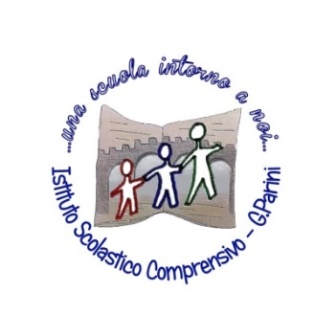 ...una scuola intorno a noi...
Istituto Scolastico Comprensivo - G.Parini